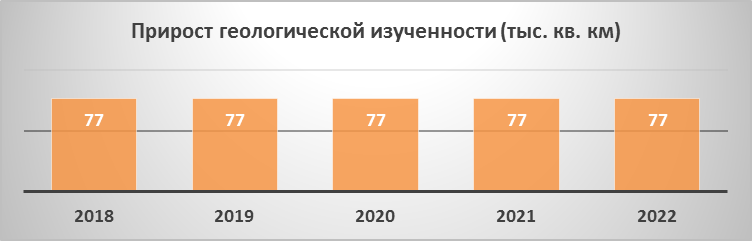 Прирост геологической изученности (тыс. кв. км)
77 77 77 77 77
2018 2019 2020 2021 2022